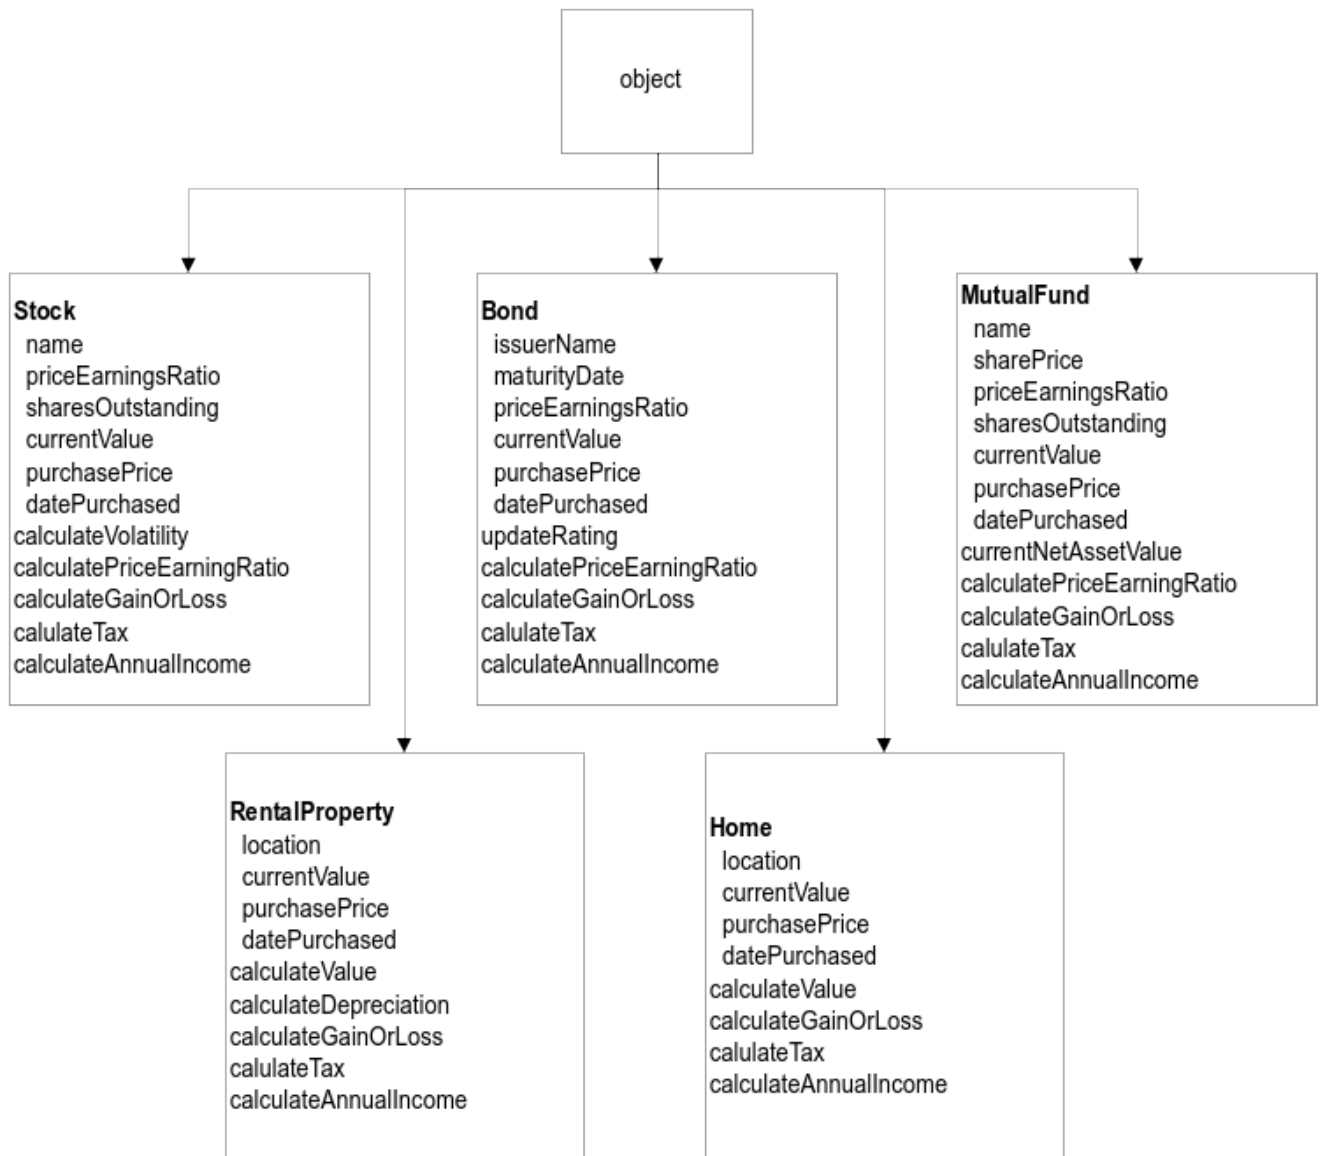 object
Stock
name
priceEarningsRatio
sharesOutstanding
currentValue
purchasePrice
datePurchased
calculateVolatility
calculatePriceEarningRatio
calculateGainOrLoss
calulateTax
calculateAnnualIncome
Bond
issuerName
maturityDate
priceEarningsRatio
currentValue
purchasePrice
datePurchased
updateRating
calculatePriceEarningRatio
calculateGainOrLoss
calulateTax
calculateAnnualIncome
MutualFund
name
sharePrice
priceEarningsRatio
sharesOutstanding
currentValue
purchasePrice
datePurchased
currentNetAssetValue
calculatePriceEarningRatio
calculateGainOrLoss
calulateTax
calculateAnnualIncome
RentalProperty
location
currentValue
purchasePrice
datePurchased
calculateValue
calculateDepreciation
calculateGainOrLoss
calulateTax
calculateAnnualIncome
Home
location
currentValue
purchasePrice
datePurchased
calculateValue
calculateGainOrLoss
calulateTax
calculateAnnualIncome